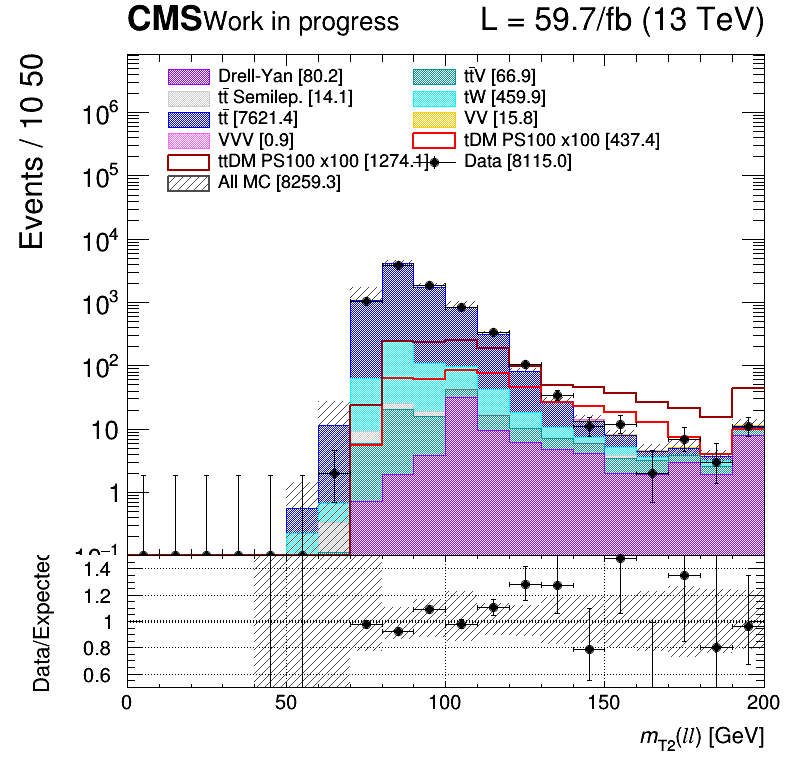 CMS Work in progress L = 59.7/fb (13 TeV)
Events / 10 50
Drell-Yan [80.2] tt̄V [66.9]
tt̄ Semilep. [14.1] tW [459.9]
tt̄ [7621.4] VV [15.8]
VVV [0.9] tDM PS100 x100 [437.4]
ttDM PS100 x100 [1274.1] Data [8115.0]
All MC [8259.3]
10⁶
10⁵
10⁴
10³
10²
10
1
10⁻¹
Data/Expected
1.4
1.2
1
0.8
0.6
0 50 100 150 200
m_T2(ll) [GeV]